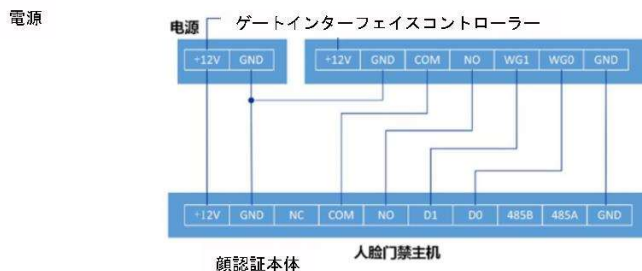 電源
电源 ゲートインターフェイスコントローラー
+12V GND +12V GND COM NO WG1 WG0 GND
+12V GND NC COM NO D1 D0 485B 485A GND
人脸门禁主机
顔認証本体